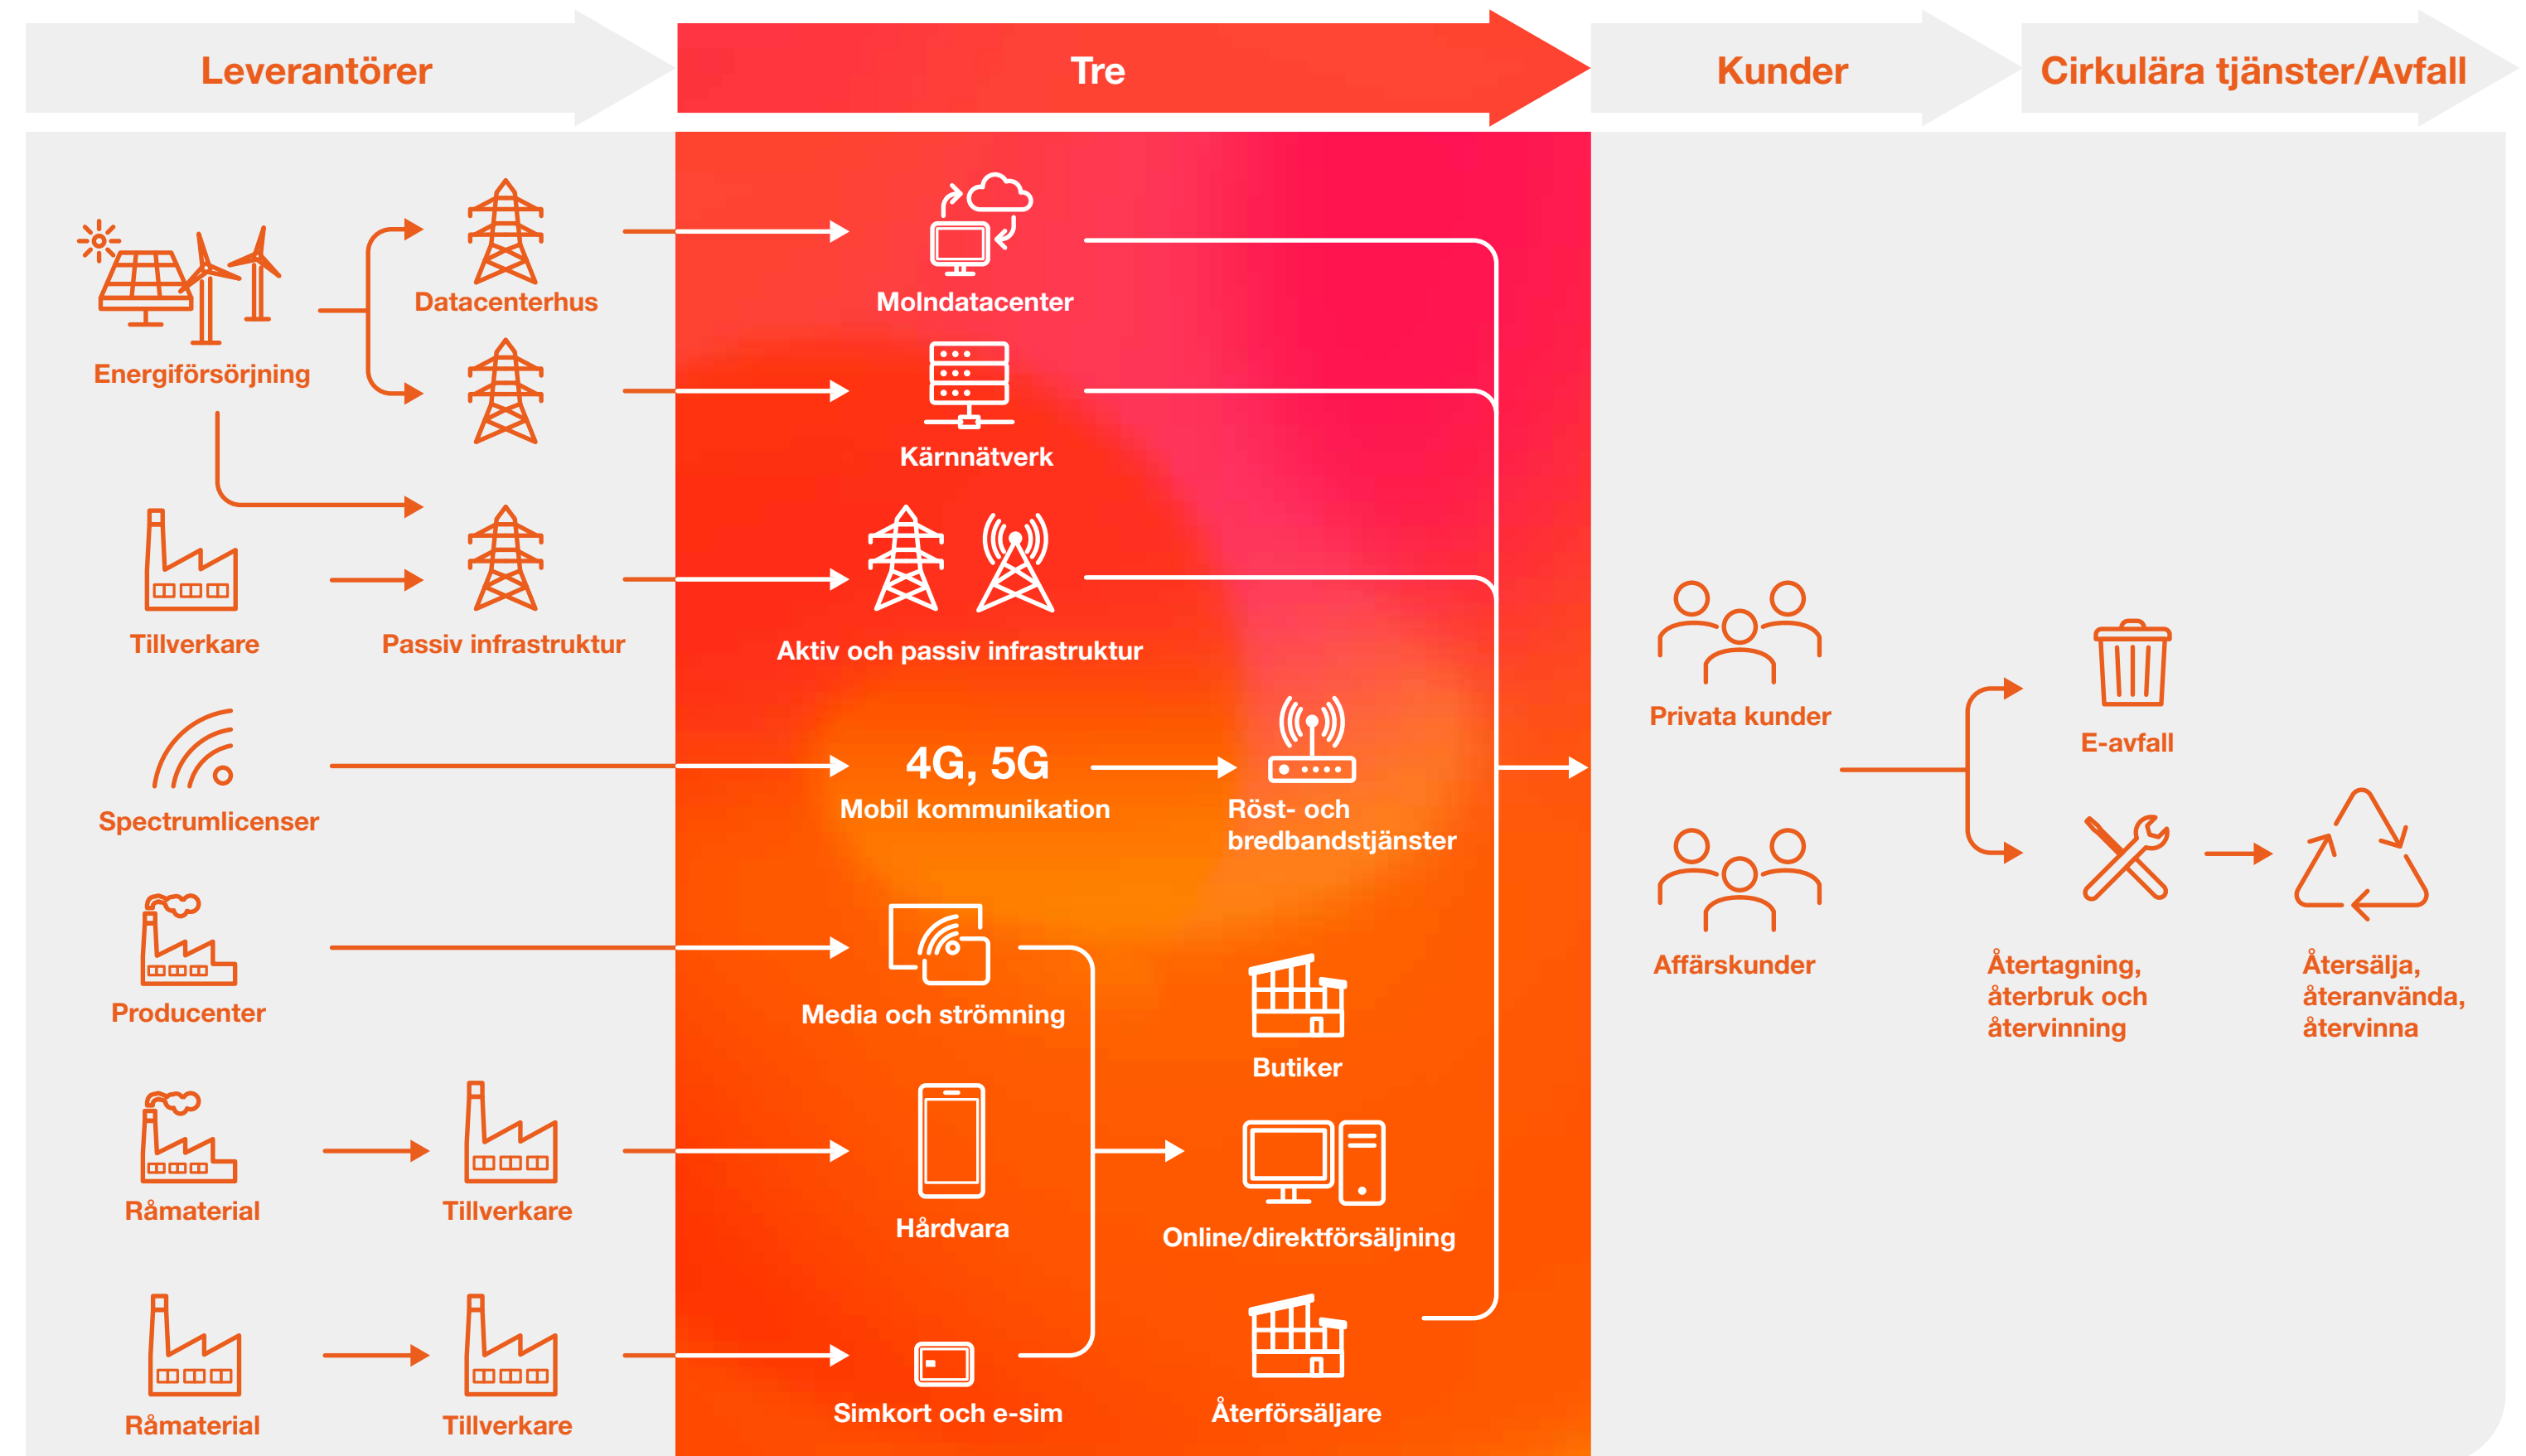 Leverantörer
Tre
Kunder
Cirkulära tjänster/Avfall
Datacenterhus
Energiförsörjning
Tillverkare
Passiv infrastruktur
Spectrumlicenser
Producenter
Råmaterial
Tillverkare
Råmaterial
Tillverkare
Molndatacenter
Kärnnätverk
Aktiv och passiv infrastruktur
4G, 5G
Mobil kommunikation
Röst- och
bredbandstjänster
Media och strömning
Butiker
Hårdvara
Online/direktförsäljning
Simkort och e-sim
Återförsäljare
Privata kunder
Affärskunder
E-avfall
Återtagning,
återbruk och
återvinning
Återsälja,
återanvända,
återvinna